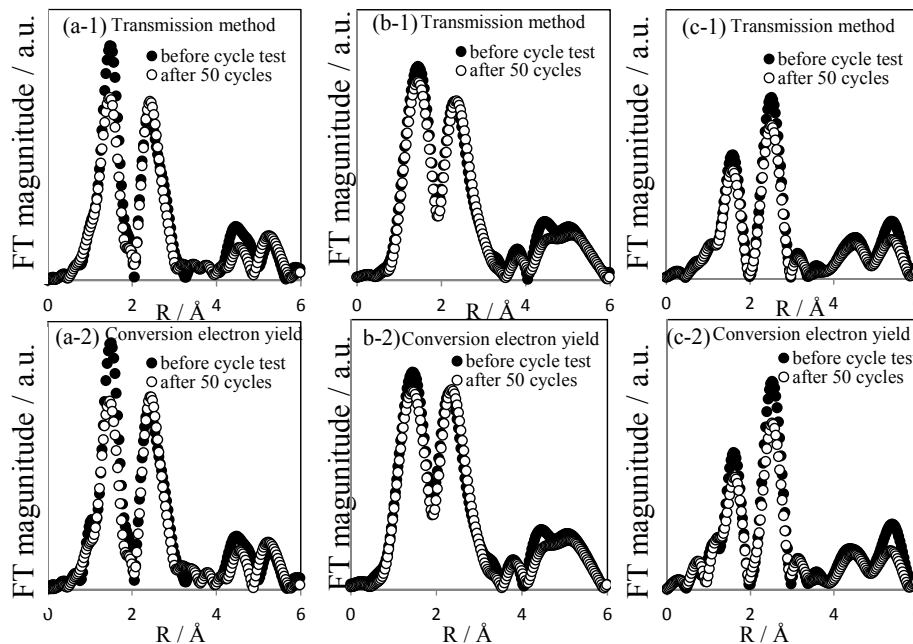 (a-1) Transmission method
● before cycle test
○ after 50 cycles
FT magunitude / a.u.
0 2 4 6
R / Å
(b-1) Transmission method
● before cycle test
○ after 50 cycles
FT magunitude / a.u.
0 2 4 6
R / Å
(c-1) Transmission method
● before cycle test
○ after 50 cycles
FT magunitude / a.u.
0 2 4
R / Å
(a-2) Conversion electron yield
● before cycle test
○ after 50 cycles
FT magunitude / a.u.
0 2 4 6
R / Å
b-2) Conversion electron yield
● before cycle test
○ after 50 cycles
FT magunitude / a.u.
0 2 4 6
R / Å
(c-2) Conversion electron yield
● before cycle test
○ after 50 cycles
FT magunitude / a.u.
0 2 4
R / Å